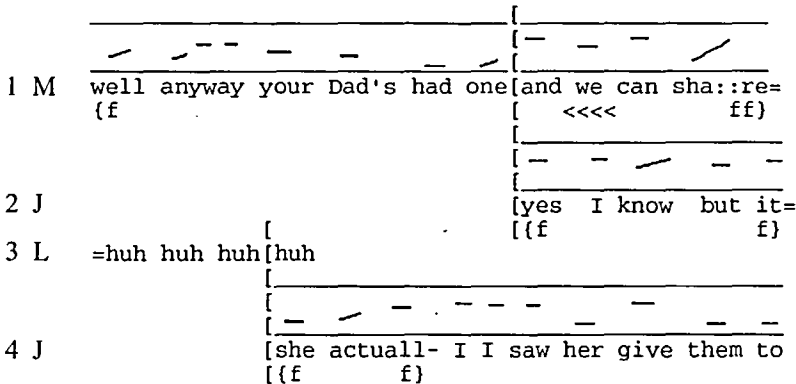 1 M well anyway your Dad's had one[and we can sha::re=
{f [ <<<< ff}
2 J [yes I know but it=
[{f f}
3 L =huh huh huh[huh
4 J [she actuall- I I saw her give them to
[{f f}